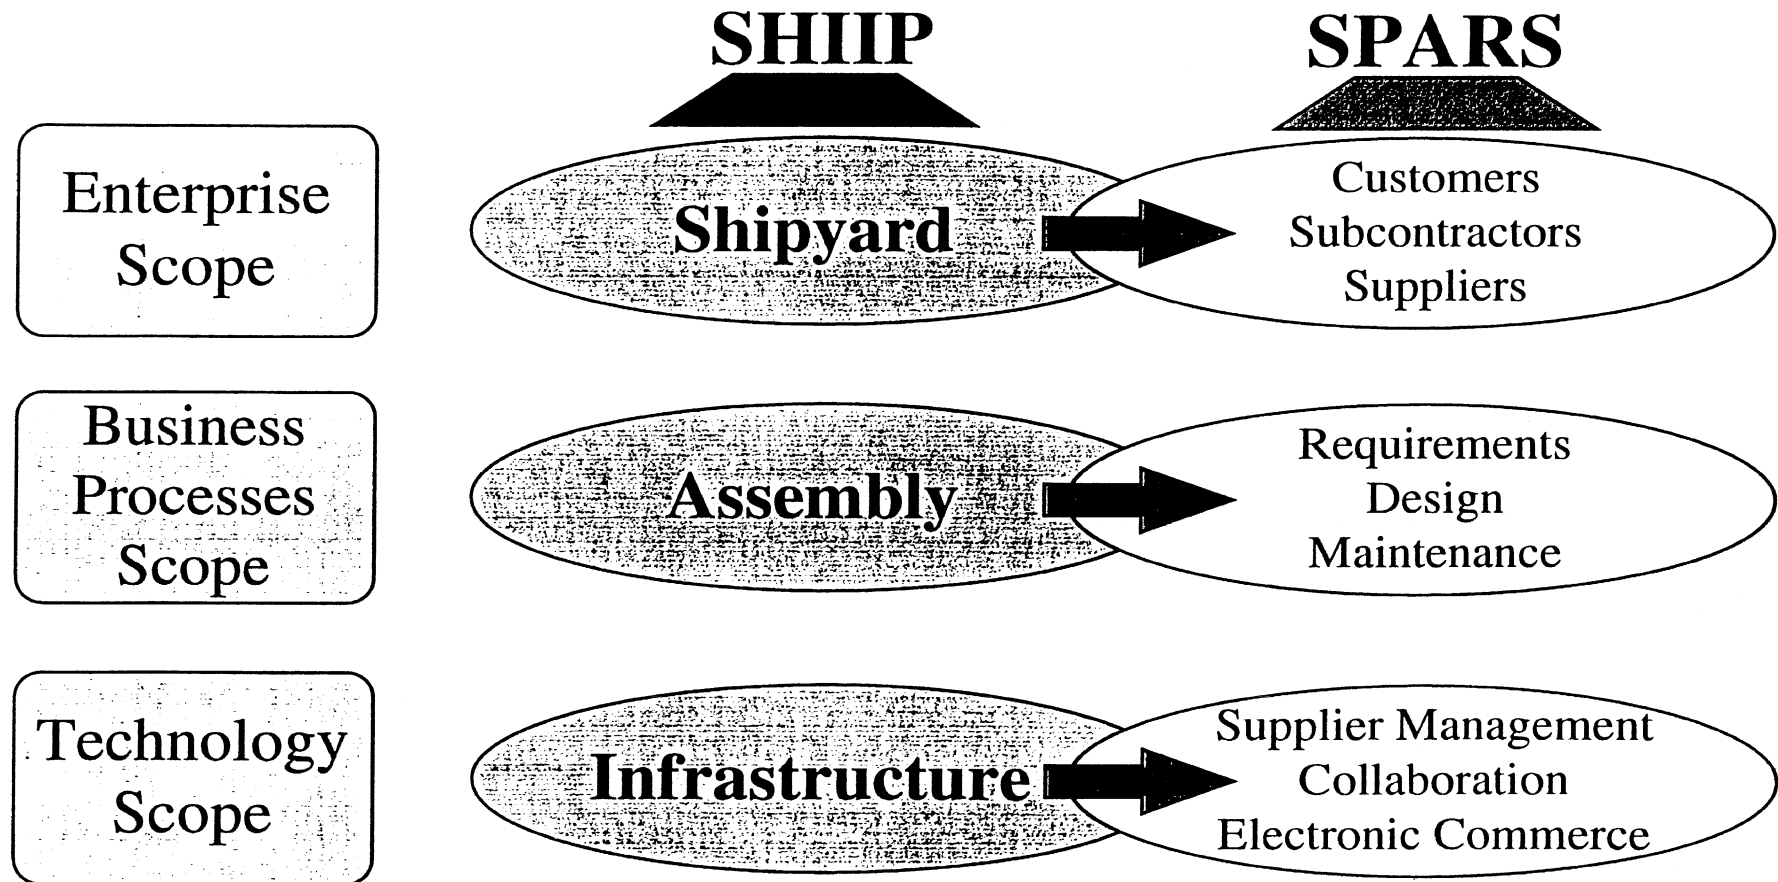 SHIIP
SPARS
Enterprise
Scope
Shipyard
Customers
Subcontractors
Suppliers
Business
Processes
Scope
Assembly
Requirements
Design
Maintenance
Technology
Scope
Infrastructure
Supplier Management
Collaboration
Electronic Commerce